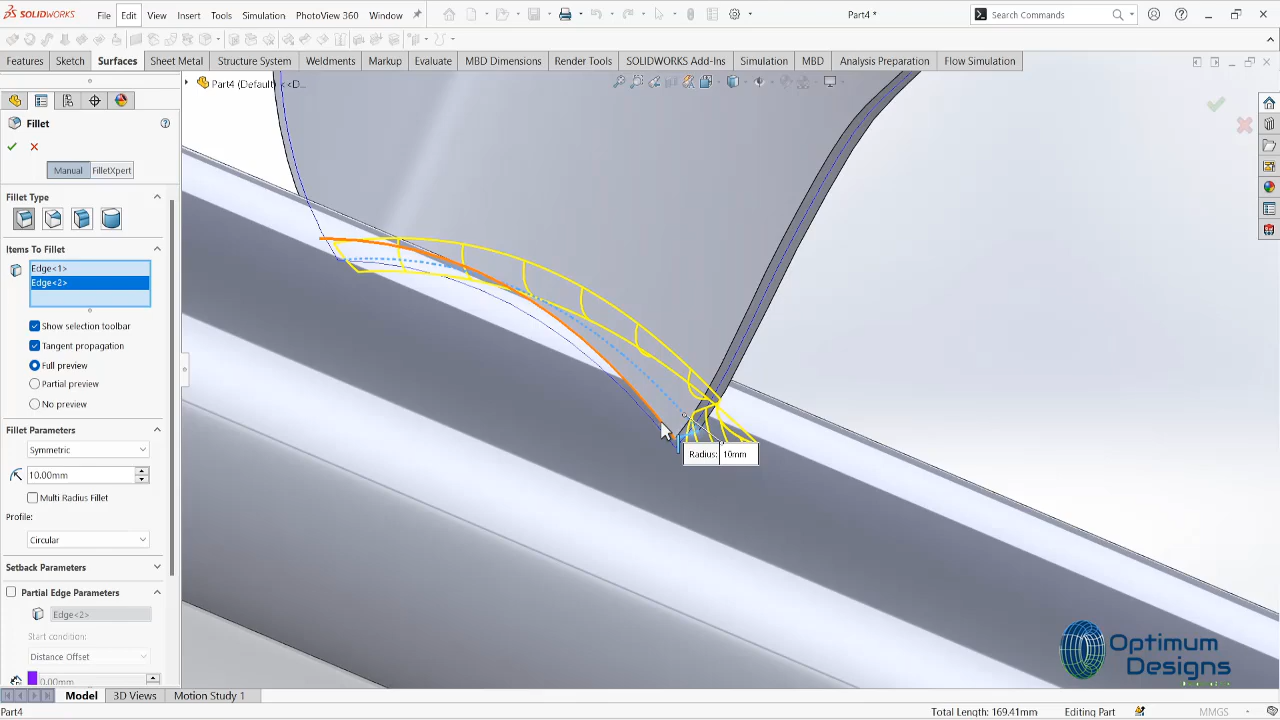 SOLIDWORKS File Edit View Insert Tools Simulation PhotoView 360 Window Part4 * Search Commands
Features Sketch Surfaces Sheet Metal Structure System Weldments Markup Evaluate MBD Dimensions Render Tools SOLIDWORKS Add-Ins Simulation MBD Analysis Preparation Flow Simulation
Part4 (Default) <<D...
Fillet
Manual FilletXpert
Fillet Type
Items To Fillet
Edge<1>
Edge<2>
Show selection toolbar
Tangent propagation
Full preview
Partial preview
No preview
Fillet Parameters
Symmetric
10.00mm
Multi Radius Fillet
Profile:
Circular
Setback Parameters
Partial Edge Parameters
Edge<2>
Start condition:
Distance Offset
0.00mm
Radius: 10mm
Optimum
Designs
Model 3D Views Motion Study 1
Part4 Total Length: 169.41mm Editing Part MMGS